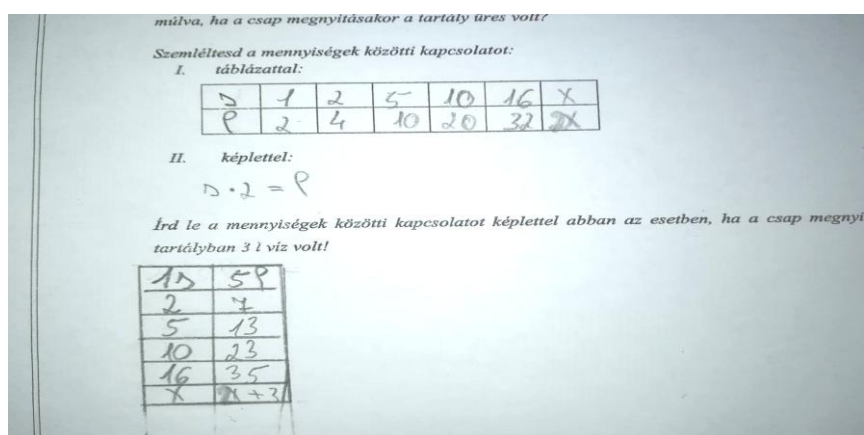 múlva, ha a csap megnyitásakor a tartály üres volt?
Szemléltesd a mennyiségek közötti kapcsolatot:
I. táblázattal:
s 1 2 5 10 16 x
l 2 4 10 20 32 2x
II. képlettel:
s · 2 = l
Írd le a mennyiségek közötti kapcsolatot képlettel abban az esetben, ha a csap megnyi
tartályban 3 l víz volt!
1s 5l
2 7
5 13
10 23
16 35
x 2x+3